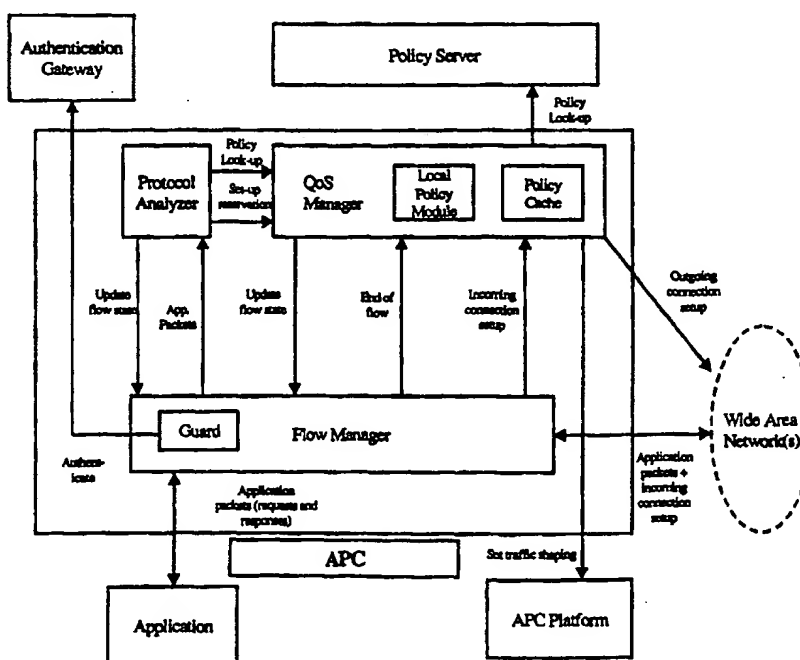 Authentication
Gateway
Policy Server
Policy
Look-up
Policy
Look-up
Set-up
reservation
Protocol
Analyzer
QoS
Manager
Local
Policy
Module
Policy
Cache
Update
flow state
App.
Packets
Update
flow state
End of
flow
Incoming
connection
setup
Outgoing
connection
setup
Guard
Flow Manager
Wide Area
Network(s)
Authent-
icate
Application
packets (requests and
responses)
Application
packets +
incoming
connection
setup
APC
Set traffic shaping
Application
APC Platform